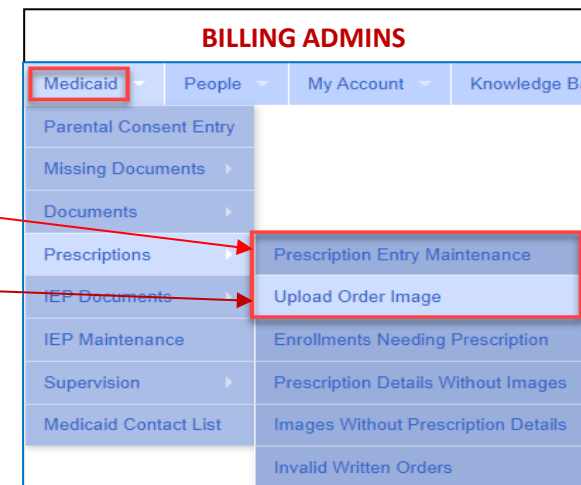 BILLING ADMINS
Medicaid People My Account Knowledge
Parental Consent Entry
Missing Documents
Documents
Prescriptions
IEP Documents
IEP Maintenance
Supervision
Medicaid Contact List
Prescription Entry Maintenance
Upload Order Image
Enrollments Needing Prescription
Prescription Details Without Images
Images Without Prescription Details
Invalid Written Orders